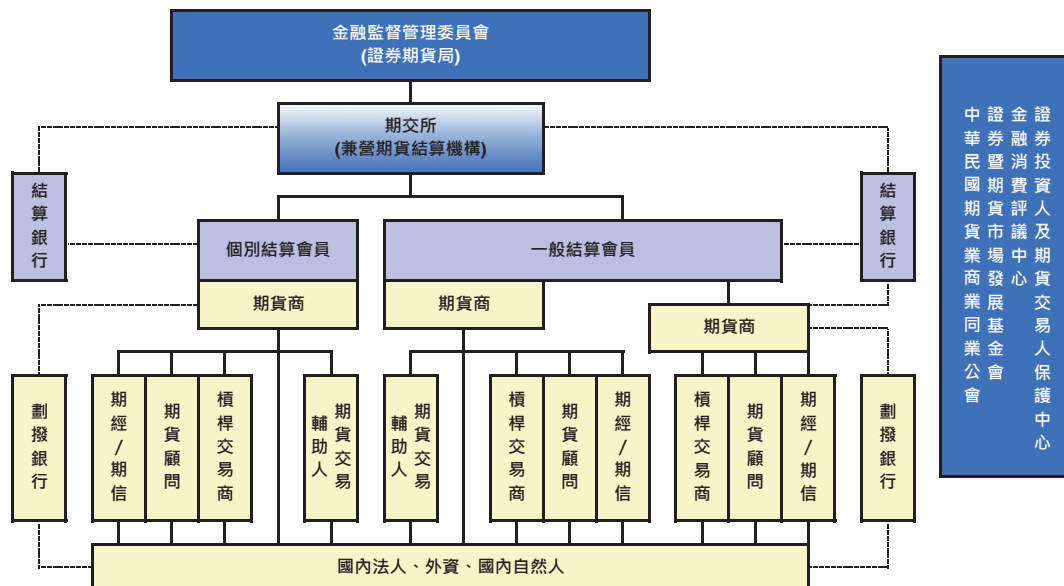 金融監督管理委員會
(證券期貨局)
期交所
(兼營期貨結算機構)
結算銀行
個別結算會員
一般結算會員
結算銀行
期貨商
期貨商
期貨商
劃撥銀行
期經/期信
期貨顧問
槓桿交易商
期貨交易
輔助人
期貨交易
輔助人
槓桿交易商
期貨顧問
期經/期信
槓桿交易商
期貨顧問
期經/期信
劃撥銀行
國內法人、外資、國內自然人
證券投資人及期貨交易人保護中心
金融消費評議中心
證券暨期貨市場發展基金會
中華民國期貨業商業同業公會